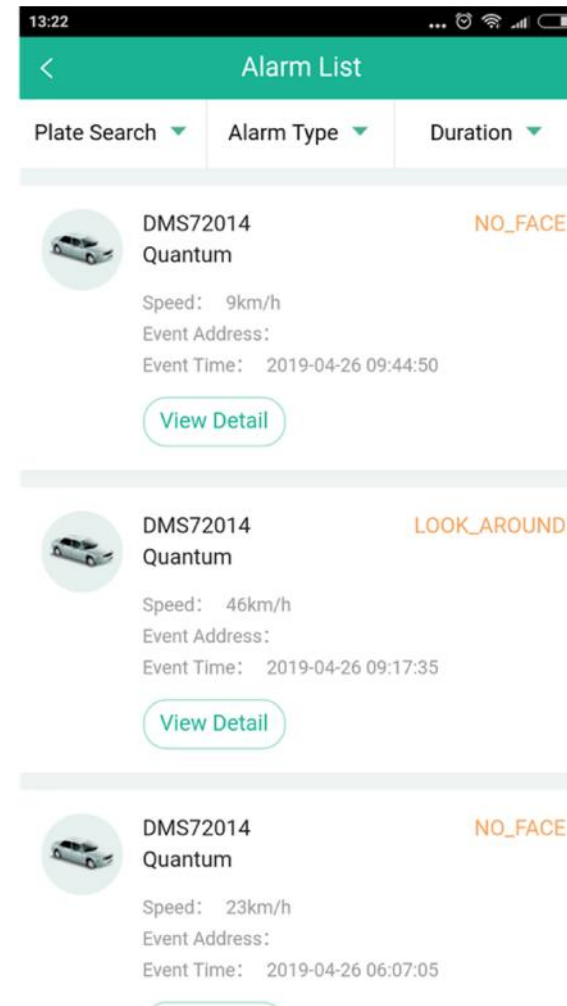 13:22
Alarm List
Plate Search Alarm Type Duration
DMS72014 NO_FACE
Quantum
Speed： 9km/h
Event Address：
Event Time： 2019-04-26 09:44:50
View Detail
DMS72014 LOOK_AROUND
Quantum
Speed： 46km/h
Event Address：
Event Time： 2019-04-26 09:17:35
View Detail
DMS72014 NO_FACE
Quantum
Speed： 23km/h
Event Address：
Event Time： 2019-04-26 06:07:05